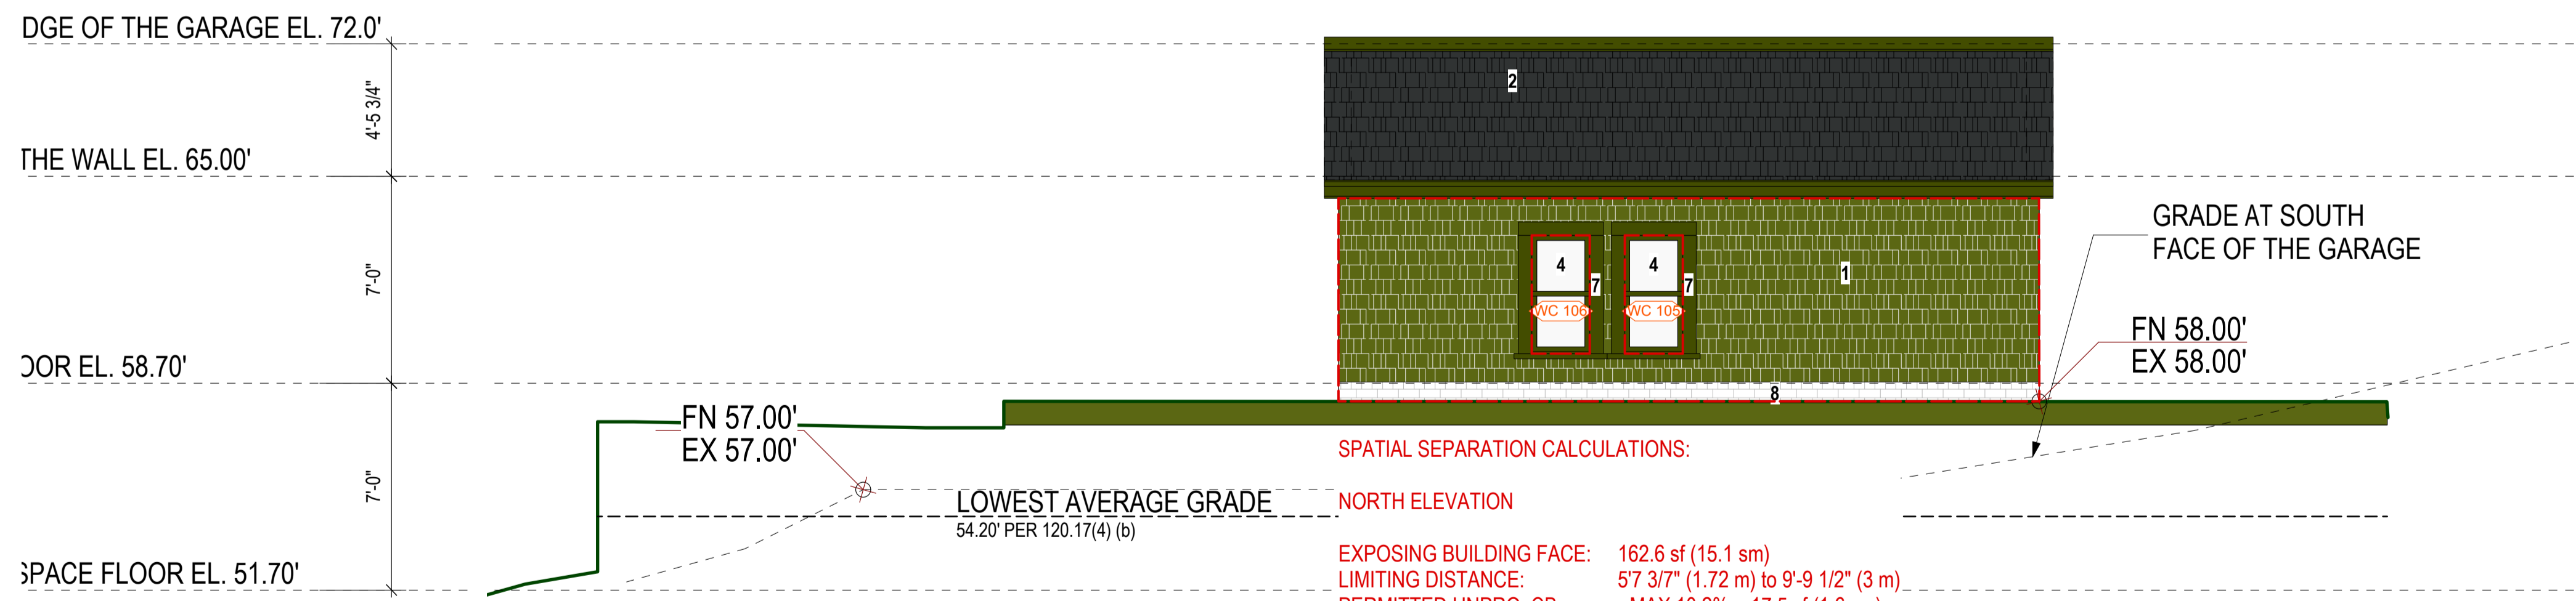 DGE OF THE GARAGE EL. 72.0'
4'-5 3/4"
2
THE WALL EL. 65.00'
GRADE AT SOUTH
FACE OF THE GARAGE
7'-0"
4
7
4
7
1
WC 106
WC 105
FN 58.00'
EX 58.00'
OOR EL. 58.70'
8
FN 57.00'
EX 57.00'
SPATIAL SEPARATION CALCULATIONS:
7'-0"
LOWEST AVERAGE GRADE
54.20' PER 120.17(4) (b)
NORTH ELEVATION
SPACE FLOOR EL. 51.70'
EXPOSING BUILDING FACE: 162.6 sf (15.1 sm)
LIMITING DISTANCE: 5'7 3/7" (1.72 m) to 9'-9 1/2" (3 m)